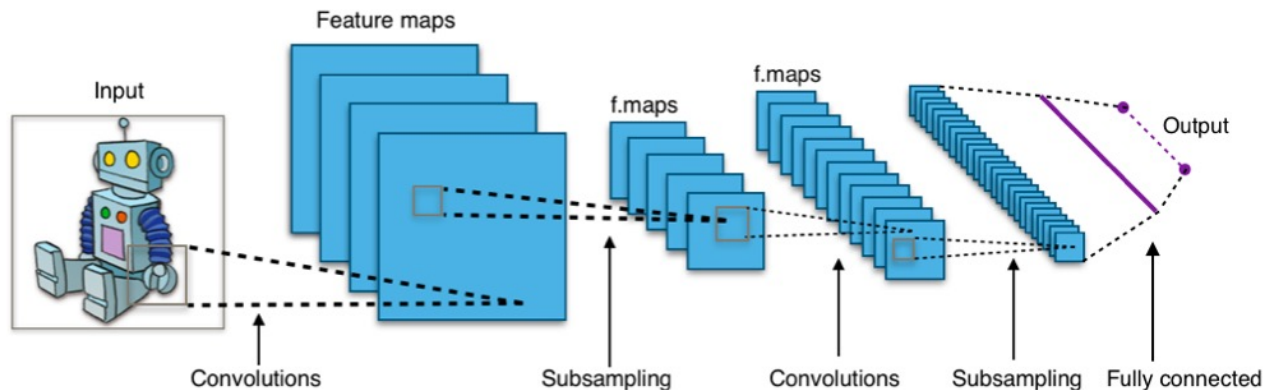 Feature maps
f.maps
Input
f.maps
Output
Convolutions
Subsampling
Convolutions
Subsampling
Fully connected